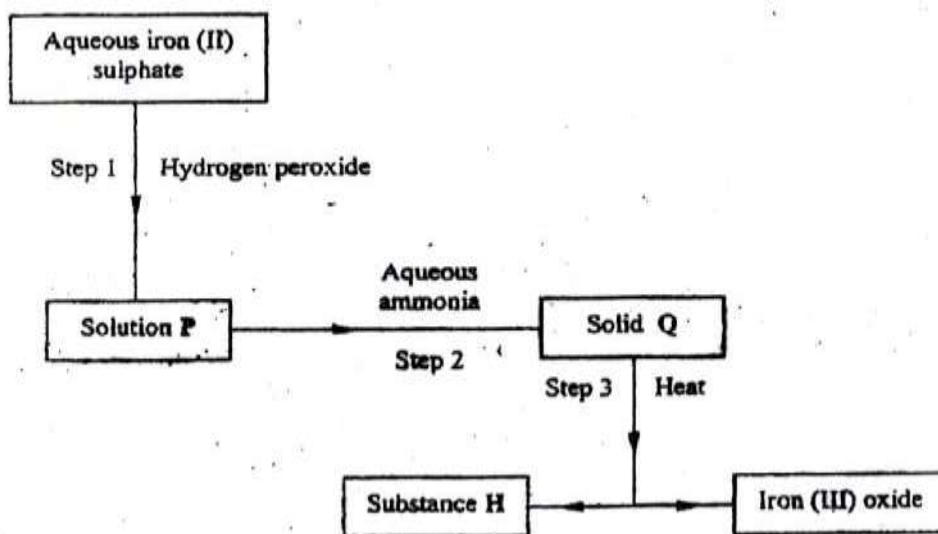 Aqueous iron (II)
sulphate
Step 1 Hydrogen peroxide
Aqueous
ammonia
Solution P
Solid Q
Step 2
Step 3 Heat
Substance H
Iron (III) oxide